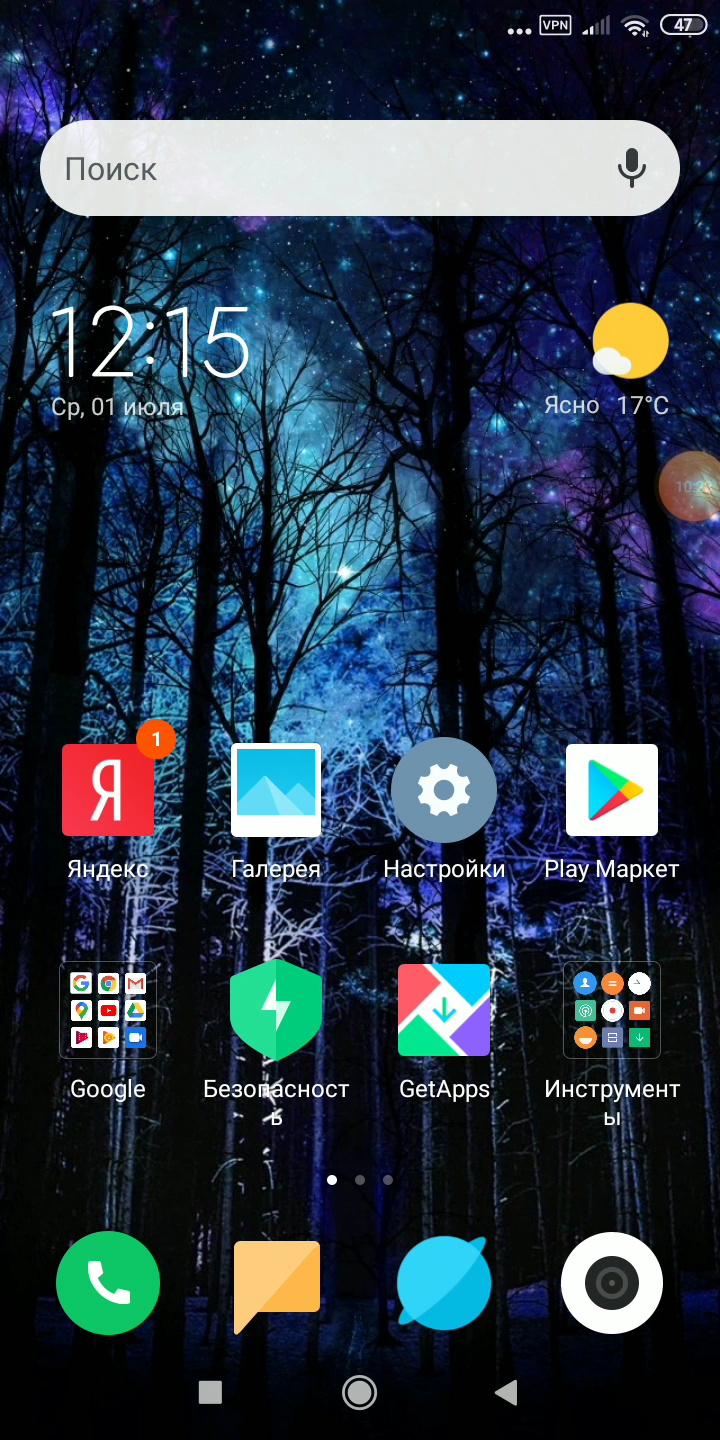 VPN
47
Поиск
12:15
Ср, 01 июля
Ясно 17°C
1
Я
Яндекс
Галерея
Настройки
Play Маркет
Google
Безопасност
ь
GetApps
Инструмент
ы